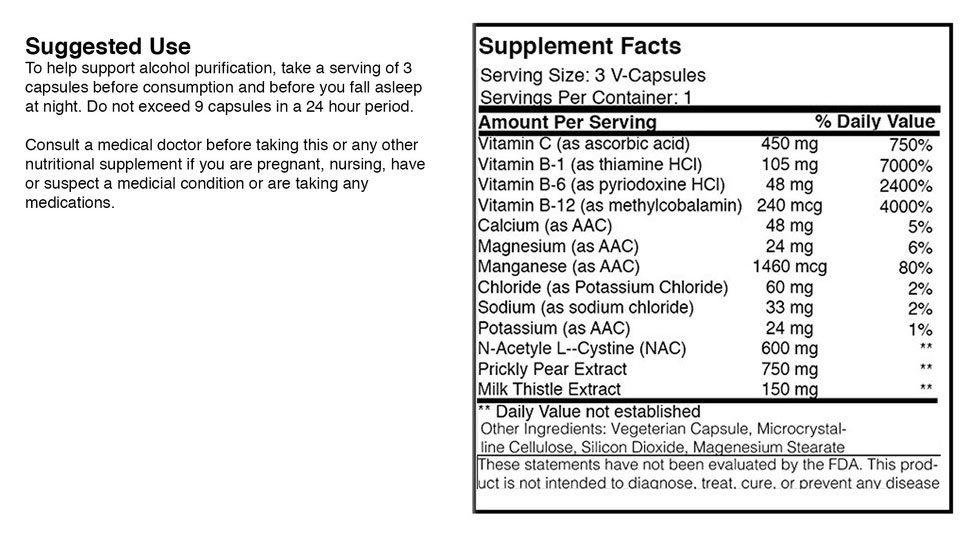 Suggested Use
To help support alcohol purification, take a serving of 3
capsules before consumption and before you fall asleep
at night. Do not exceed 9 capsules in a 24 hour period.
Consult a medical doctor before taking this or any other
nutritional supplement if you are pregnant, nursing, have
or suspect a medicial condition or are taking any
medications.
Supplement Facts
Serving Size: 3 V-Capsules
Servings Per Container: 1
Amount Per Serving % Daily Value
Vitamin C (as ascorbic acid) 450 mg 750%
Vitamin B-1 (as thiamine HCl) 105 mg 7000%
Vitamin B-6 (as pyriodoxine HCl) 48 mg 2400%
Vitamin B-12 (as methylcobalamin) 240 mcg 4000%
Calcium (as AAC) 48 mg 5%
Magnesium (as AAC) 24 mg 6%
Manganese (as AAC) 1460 mcg 80%
Chloride (as Potassium Chloride) 60 mg 2%
Sodium (as sodium chloride) 33 mg 2%
Potassium (as AAC) 24 mg 1%
N-Acetyle L--Cystine (NAC) 600 mg **
Prickly Pear Extract 750 mg **
Milk Thistle Extract 150 mg **
** Daily Value not established
Other Ingredients: Vegeterian Capsule, Microcrystal-
line Cellulose, Silicon Dioxide, Magenesium Stearate
These statements have not been evaluated by the FDA. This prod-
uct is not intended to diagnose, treat, cure, or prevent any disease